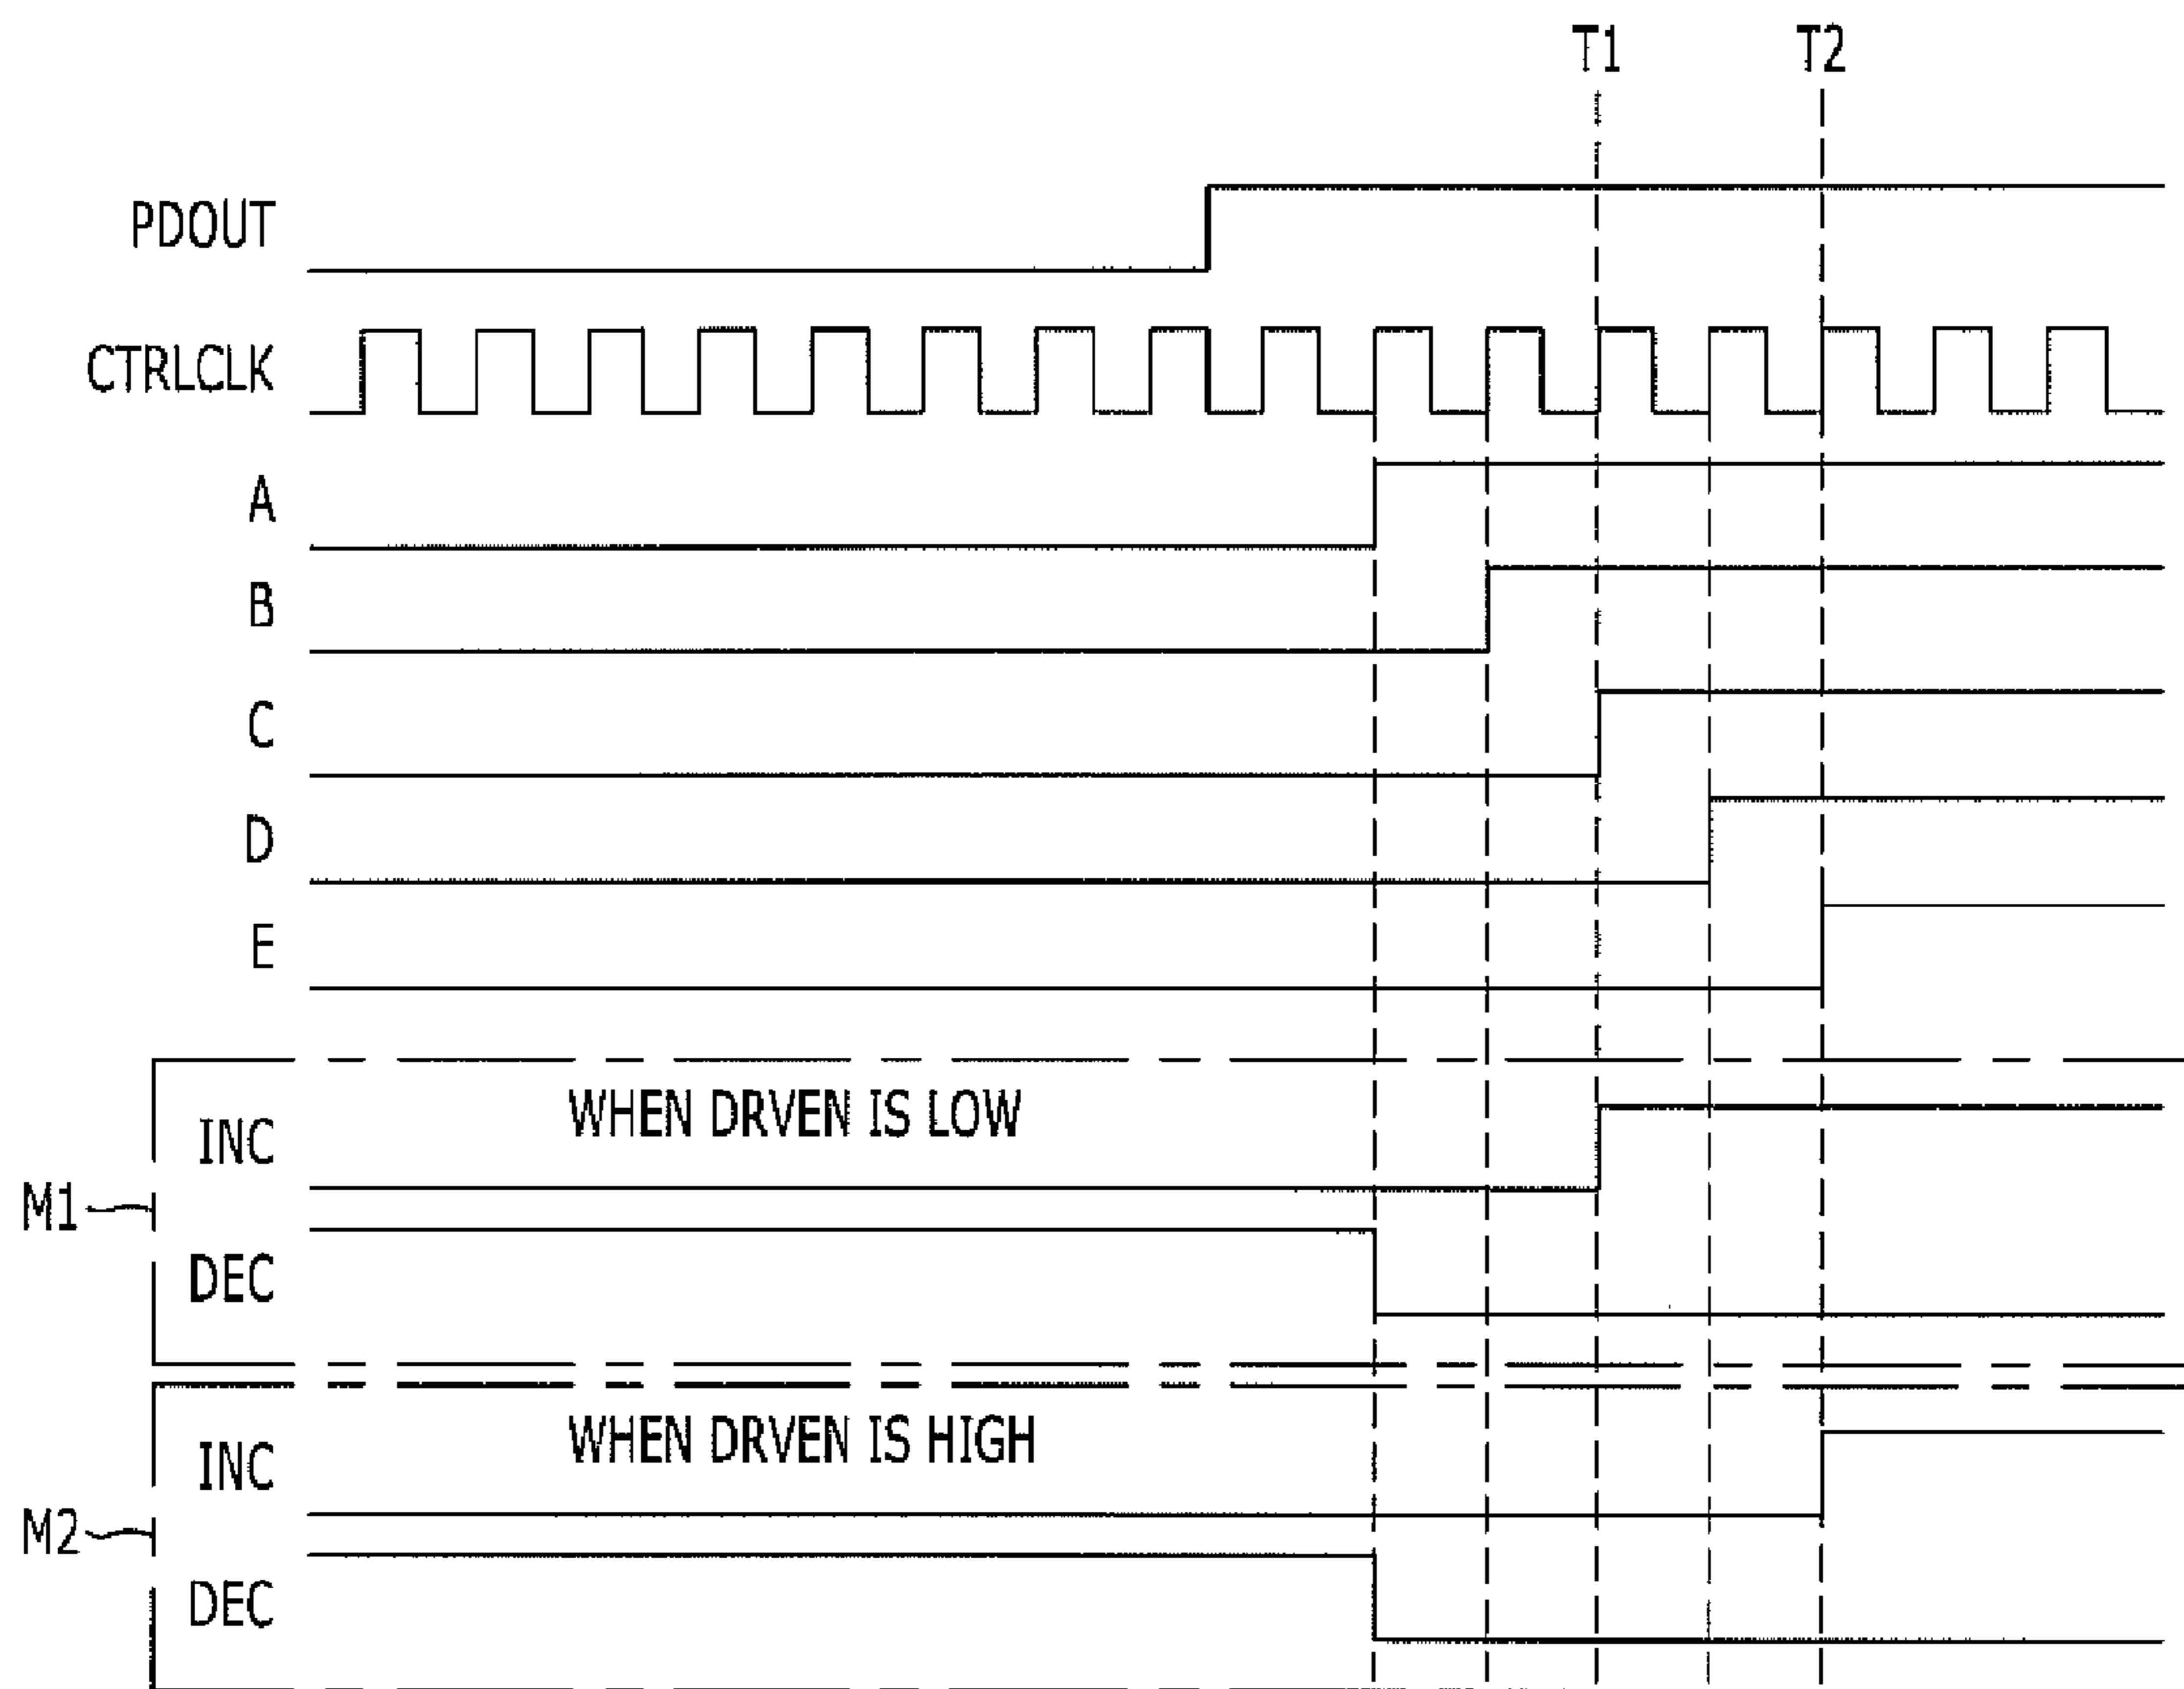 T1 T2
PDOUT
CTRLCLK
A
B
C
D
E
WHEN DRVEN IS LOW
INC
M1
DEC
WHEN DRVEN IS HIGH
INC
M2
DEC